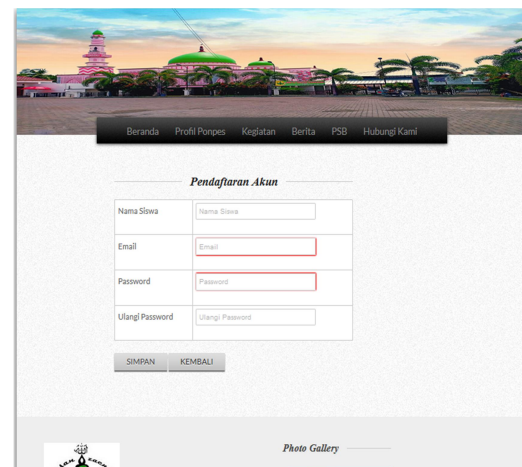 Beranda Profil Ponpes Kegiatan Berita PSB Hubungi Kami
Pendaftaran Akun
Nama Siswa Nama Siswa
Email Email
Password Password
Ulangi Password Ulangi Password
SIMPAN KEMBALI
Photo Gallery